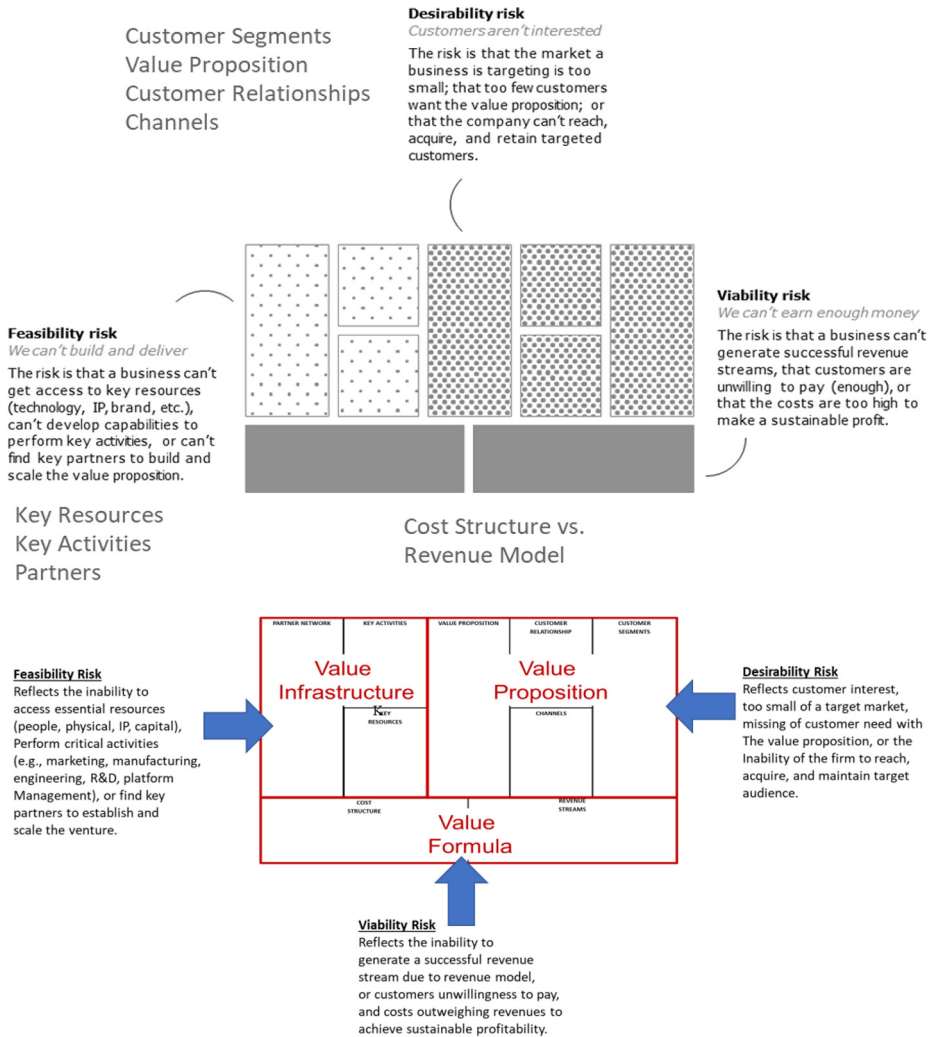 Customer Segments
Value Proposition
Customer Relationships
Channels
Desirability risk
Customers aren't interested
The risk is that the market a
business is targeting is too
small; that too few customers
want the value proposition; or
that the company can't reach,
acquire, and retain targeted
customers.
Feasibility risk
We can't build and deliver
The risk is that a business can't
get access to key resources
(technology, IP, brand, etc.),
can't develop capabilities to
perform key activities, or can't
find key partners to build and
scale the value proposition.
Viability risk
We can't earn enough money
The risk is that a business can't
generate successful revenue
streams, that customers are
unwilling to pay (enough), or
that the costs are too high to
make a sustainable profit.
Key Resources
Key Activities
Partners
Cost Structure vs.
Revenue Model
PARTNER NETWORK
KEY ACTIVITIES
VALUE PROPOSITION
CUSTOMER
RELATIONSHIP
CUSTOMER
SEGMENTS
Value
Infrastructure
KEY
RESOURCES
Value
Proposition
CHANNELS
COST
STRUCTURE
REVENUE
STREAMS
Value
Formula
Feasibility Risk
Reflects the inability to
access essential resources
(people, physical, IP, capital),
Perform critical activities
(e.g., marketing, manufacturing,
engineering, R&D, platform
Management), or find key
partners to establish and
scale the venture.
Desirability Risk
Reflects customer interest,
too small of a target market,
missing of customer need with
The value proposition, or the
Inability of the firm to reach,
acquire, and maintain target
audience.
Viability Risk
Reflects the inability to
generate a successful revenue
stream due to revenue model,
or customers unwillingness to pay,
and costs outweighing revenues to
achieve sustainable profitability.